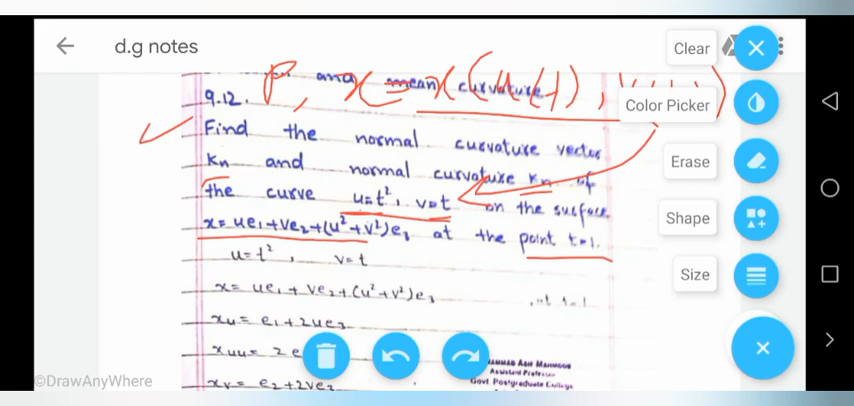 d.g notes
Clear
and mean curvature
P, x = x(u(t),
9.12.
Color Picker
Find the normal curvature vector
Kn and normal curvature Kn of
Erase
the curve u=t², v=t on the surface
Shape
x= ue₁+ve₂+(u²+v²)e₃ at the point t=1.
u=t², v=t
Size
x= ue₁+ve₂+(u²+v²)e₃
xu= e₁+2ue₃
xuu= 2e
xv= e₂+2ve₃
Assistant Professor
Govt. Postgraduate College
©DrawAnyWhere